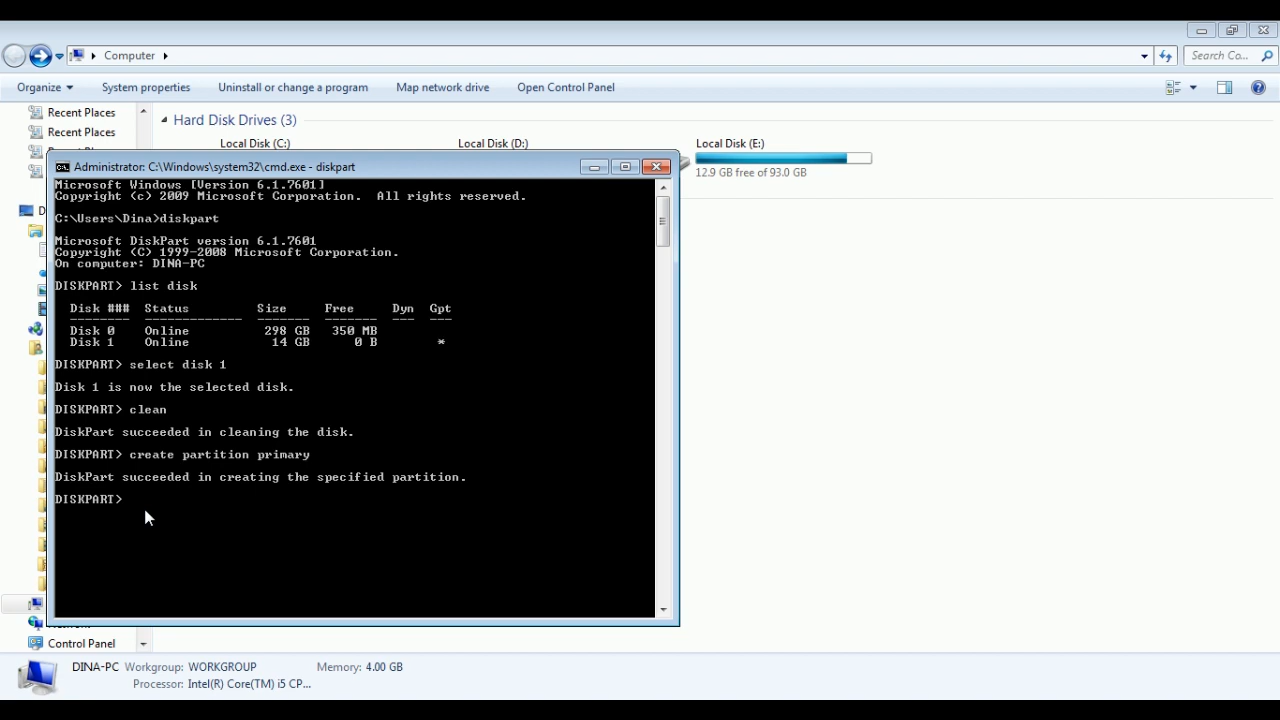 Computer
Search Co...
Organize
System properties
Uninstall or change a program
Map network drive
Open Control Panel
Recent Places
Recent Places
Hard Disk Drives (3)
Local Disk (C:)
Local Disk (D:)
Local Disk (E:)
12.9 GB free of 93.0 GB
Administrator: C:\Windows\system32\cmd.exe - diskpart
Microsoft Windows [Version 6.1.7601]
Copyright (c) 2009 Microsoft Corporation.  All rights reserved.
C:\Users\Dina>diskpart
Microsoft DiskPart version 6.1.7601
Copyright (C) 1999-2008 Microsoft Corporation.
On computer: DINA-PC
DISKPART> list disk
Disk ###  Status         Size     Free     Dyn  Gpt
--------  -------------  -------  -------  ---  ---
Disk 0    Online          298 GB   350 MB
Disk 1    Online           14 GB      0 B        *
DISKPART> select disk 1
Disk 1 is now the selected disk.
DISKPART> clean
DiskPart succeeded in cleaning the disk.
DISKPART> create partition primary
DiskPart succeeded in creating the specified partition.
DISKPART>
Control Panel
DINA-PC Workgroup: WORKGROUP Memory: 4.00 GB
Processor: Intel(R) Core(TM) i5 CP...